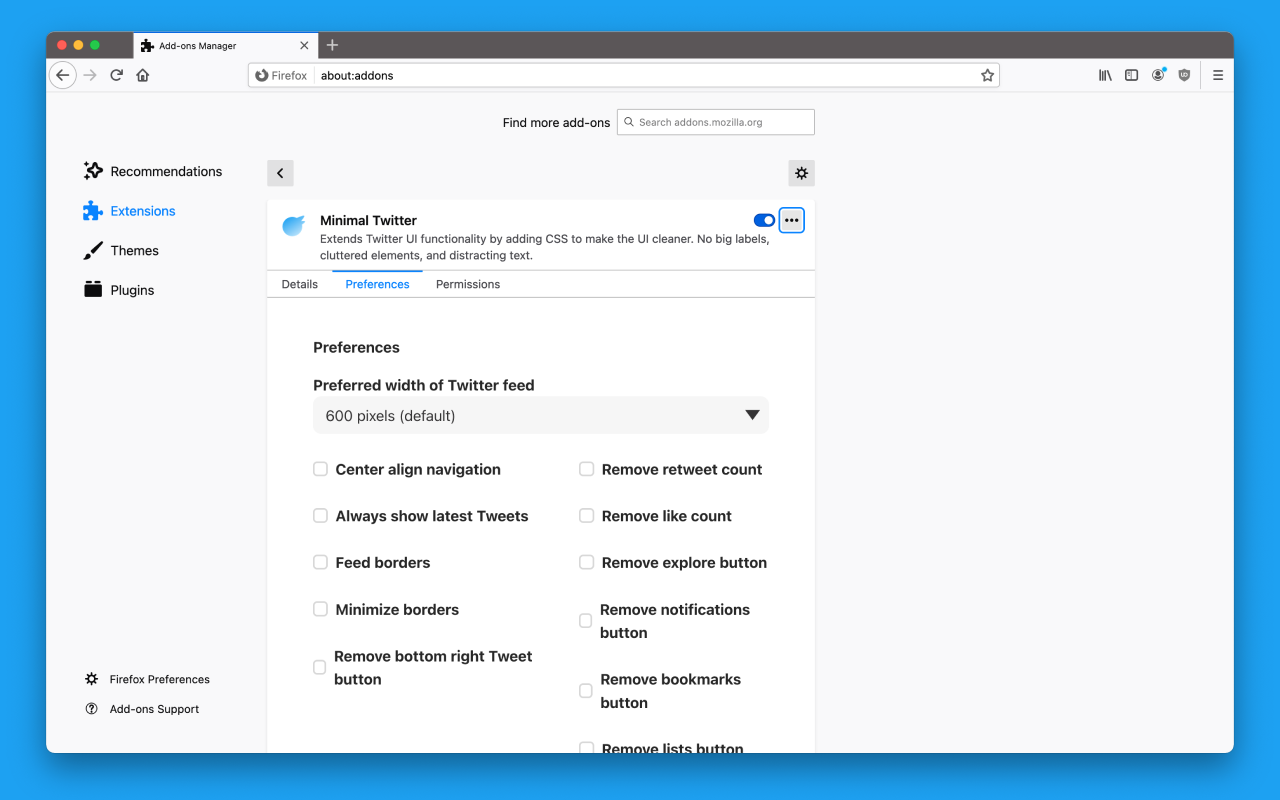 Add-ons Manager
Firefox
about:addons
Find more add-ons
Search addons.mozilla.org
Recommendations
Extensions
Themes
Plugins
Minimal Twitter
Extends Twitter UI functionality by adding CSS to make the UI cleaner. No big labels,
cluttered elements, and distracting text.
Details
Preferences
Permissions
Preferences
Preferred width of Twitter feed
600 pixels (default)
Center align navigation
Always show latest Tweets
Feed borders
Minimize borders
Remove bottom right Tweet
button
Remove retweet count
Remove like count
Remove explore button
Remove notifications
button
Remove bookmarks
button
Remove lists button
Firefox Preferences
Add-ons Support